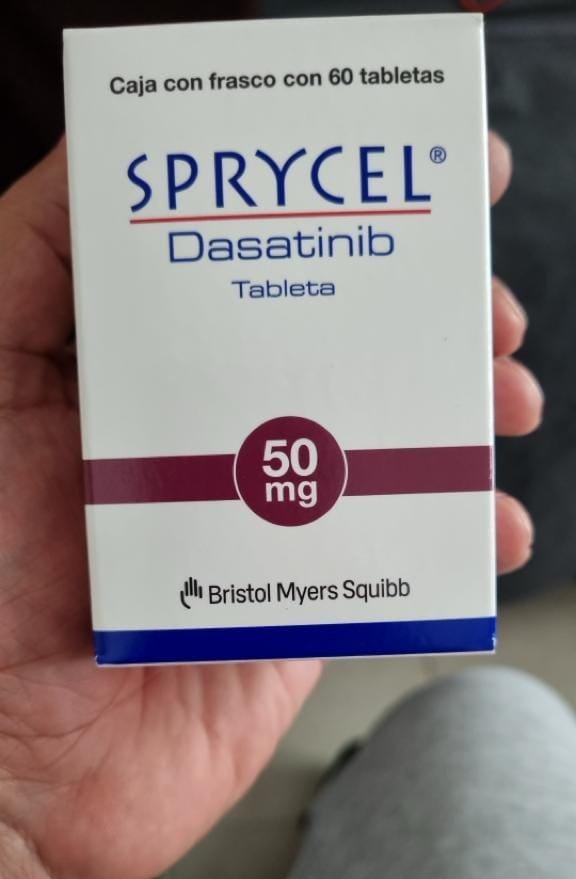 Caja con frasco con 60 tabletas
SPRYCEL®
Dasatinib
Tableta
50
mg
Bristol Myers Squibb